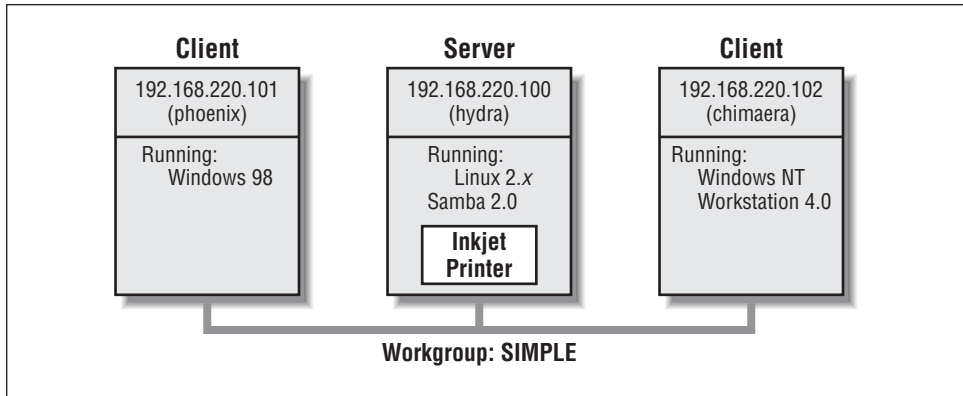 Client
192.168.220.101
(phoenix)
Running:
Windows 98
Server
192.168.220.100
(hydra)
Running:
Linux 2.x
Samba 2.0
Inkjet
Printer
Client
192.168.220.102
(chimaera)
Running:
Windows NT
Workstation 4.0
Workgroup: SIMPLE